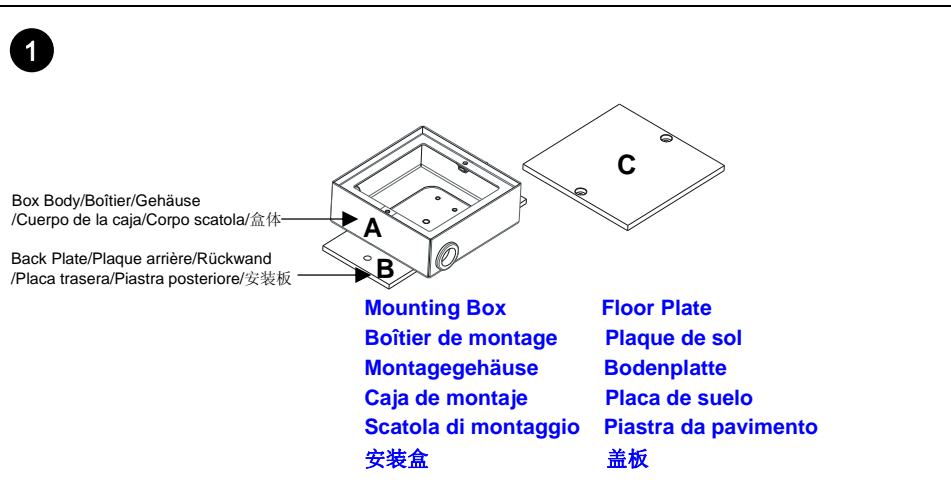 1
C
Box Body/Boîtier/Gehäuse
/Cuerpo de la caja/Corpo scatola/盒体
A
Back Plate/Plaque arrière/Rückwand
/Placa trasera/Piastra posteriore/安装板
B
Mounting Box Floor Plate
Boîtier de montage Plaque de sol
Montagegehäuse Bodenplatte
Caja de montaje Placa de suelo
Scatola di montaggio Piastra da pavimento
安装盒 盖板